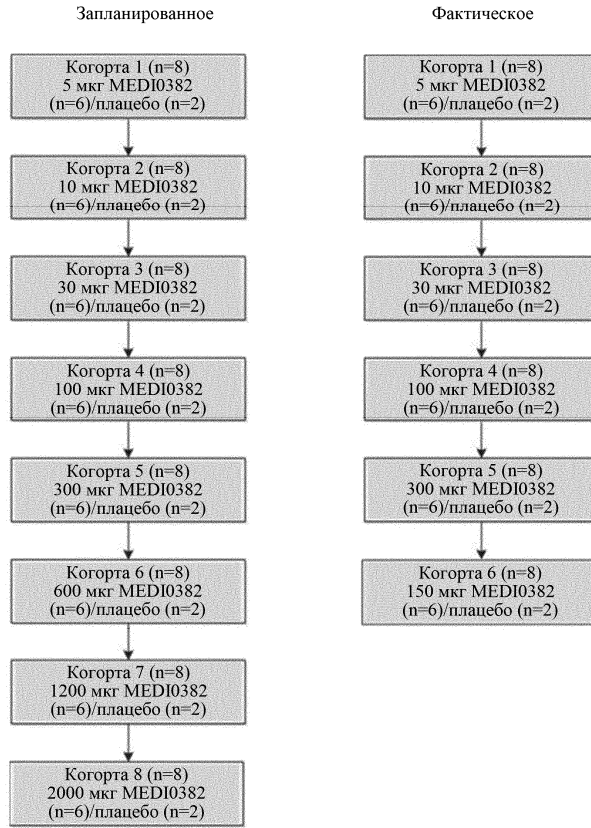 Запланированное
Когорта 1 (n=8)
5 мкг MEDI0382
(n=6)/плацебо (n=2)
Когорта 2 (n=8)
10 мкг MEDI0382
(n=6)/плацебо (n=2)
Когорта 3 (n=8)
30 мкг MEDI0382
(n=6)/плацебо (n=2)
Когорта 4 (n=8)
100 мкг MEDI0382
(n=6)/плацебо (n=2)
Когорта 5 (n=8)
300 мкг MEDI0382
(n=6)/плацебо (n=2)
Когорта 6 (n=8)
600 мкг MEDI0382
(n=6)/плацебо (n=2)
Когорта 7 (n=8)
1200 мкг MEDI0382
(n=6)/плацебо (n=2)
Когорта 8 (n=8)
2000 мкг MEDI0382
(n=6)/плацебо (n=2)
Фактическое
Когорта 1 (n=8)
5 мкг MEDI0382
(n=6)/плацебо (n=2)
Когорта 2 (n=8)
10 мкг MEDI0382
(n=6)/плацебо (n=2)
Когорта 3 (n=8)
30 мкг MEDI0382
(n=6)/плацебо (n=2)
Когорта 4 (n=8)
100 мкг MEDI0382
(n=6)/плацебо (n=2)
Когорта 5 (n=8)
300 мкг MEDI0382
(n=6)/плацебо (n=2)
Когорта 6 (n=8)
150 мкг MEDI0382
(n=6)/плацебо (n=2)